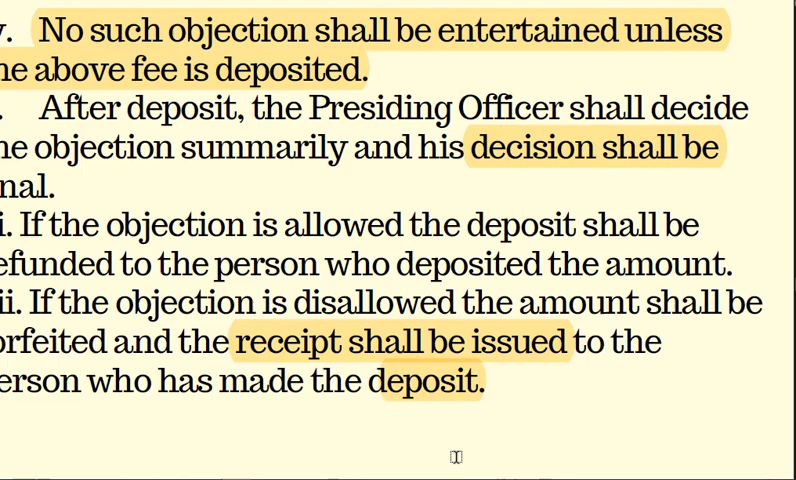 v. No such objection shall be entertained unless
he above fee is deposited.
. After deposit, the Presiding Officer shall decide
he objection summarily and his decision shall be
nal.
i. If the objection is allowed the deposit shall be
efunded to the person who deposited the amount.
ii. If the objection is disallowed the amount shall be
orfeited and the receipt shall be issued to the
erson who has made the deposit.